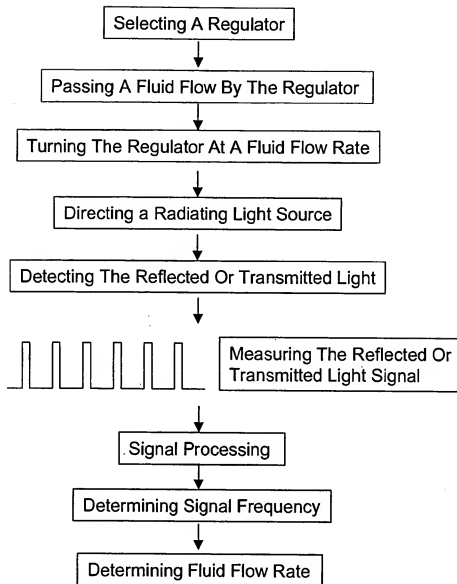 Selecting A Regulator
Passing A Fluid Flow By The Regulator
Turning The Regulator At A Fluid Flow Rate
Directing a Radiating Light Source
Detecting The Reflected Or Transmitted Light
Measuring The Reflected Or
Transmitted Light Signal
Signal Processing
Determining Signal Frequency
Determining Fluid Flow Rate